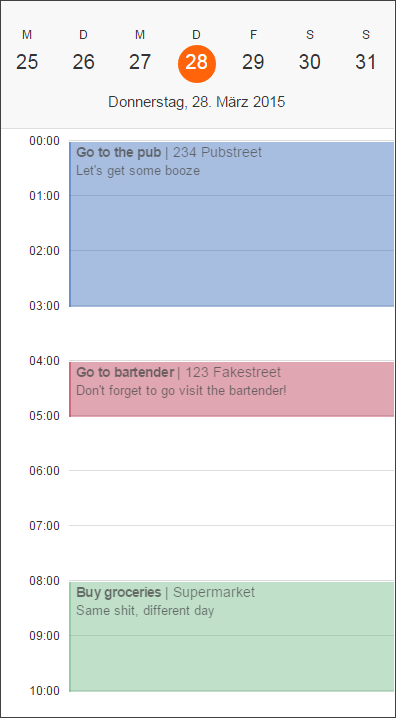 M D M D F S S
25 26 27 28 29 30 31
Donnerstag, 28. März 2015
00:00
Go to the pub | 234 Pubstreet
Let's get some booze
01:00
02:00
03:00
04:00
Go to bartender | 123 Fakestreet
Don't forget to go visit the bartender!
05:00
06:00
07:00
08:00
Buy groceries | Supermarket
Same shit, different day
09:00
10:00